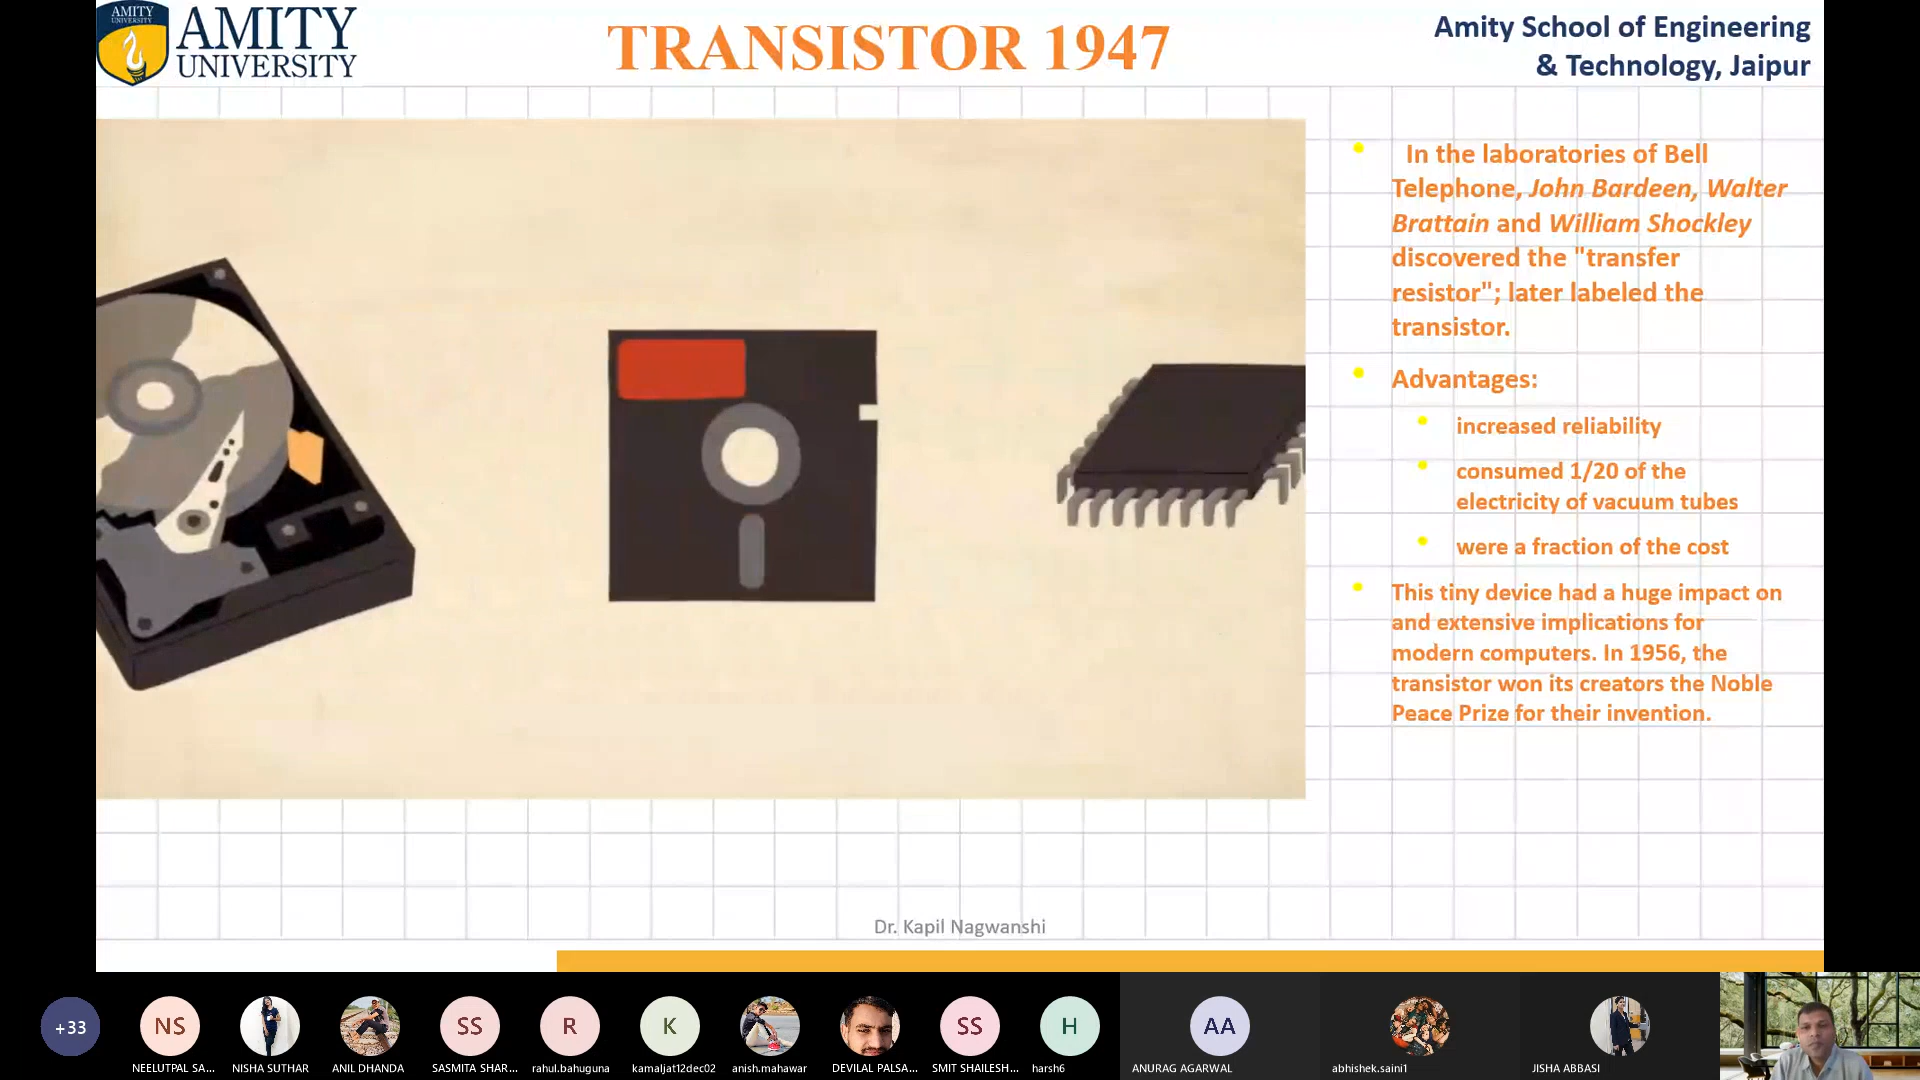 AMITY
UNIVERSITY
AMITY
UNIVERSITY
TRANSISTOR 1947
Amity School of Engineering
& Technology, Jaipur
• In the laboratories of Bell
Telephone, John Bardeen, Walter
Brattain and William Shockley
discovered the "transfer
resistor"; later labeled the
transistor.
• Advantages:
• increased reliability
• consumed 1/20 of the
electricity of vacuum tubes
• were a fraction of the cost
• This tiny device had a huge impact on
and extensive implications for
modern computers. In 1956, the
transistor won its creators the Noble
Peace Prize for their invention.
Dr. Kapil Nagwanshi
+33
NS
SS
R
K
SS
H
AA
NEELUTPAL SA...
NISHA SUTHAR
ANIL DHANDA
SASMITA SHAR...
rahul.bahuguna
kamaljat12dec02
anish.mahawar
DEVILAL PALSA...
SMIT SHAILESH...
harsh6
ANURAG AGARWAL
abhishek.saini1
JISHA ABBASI